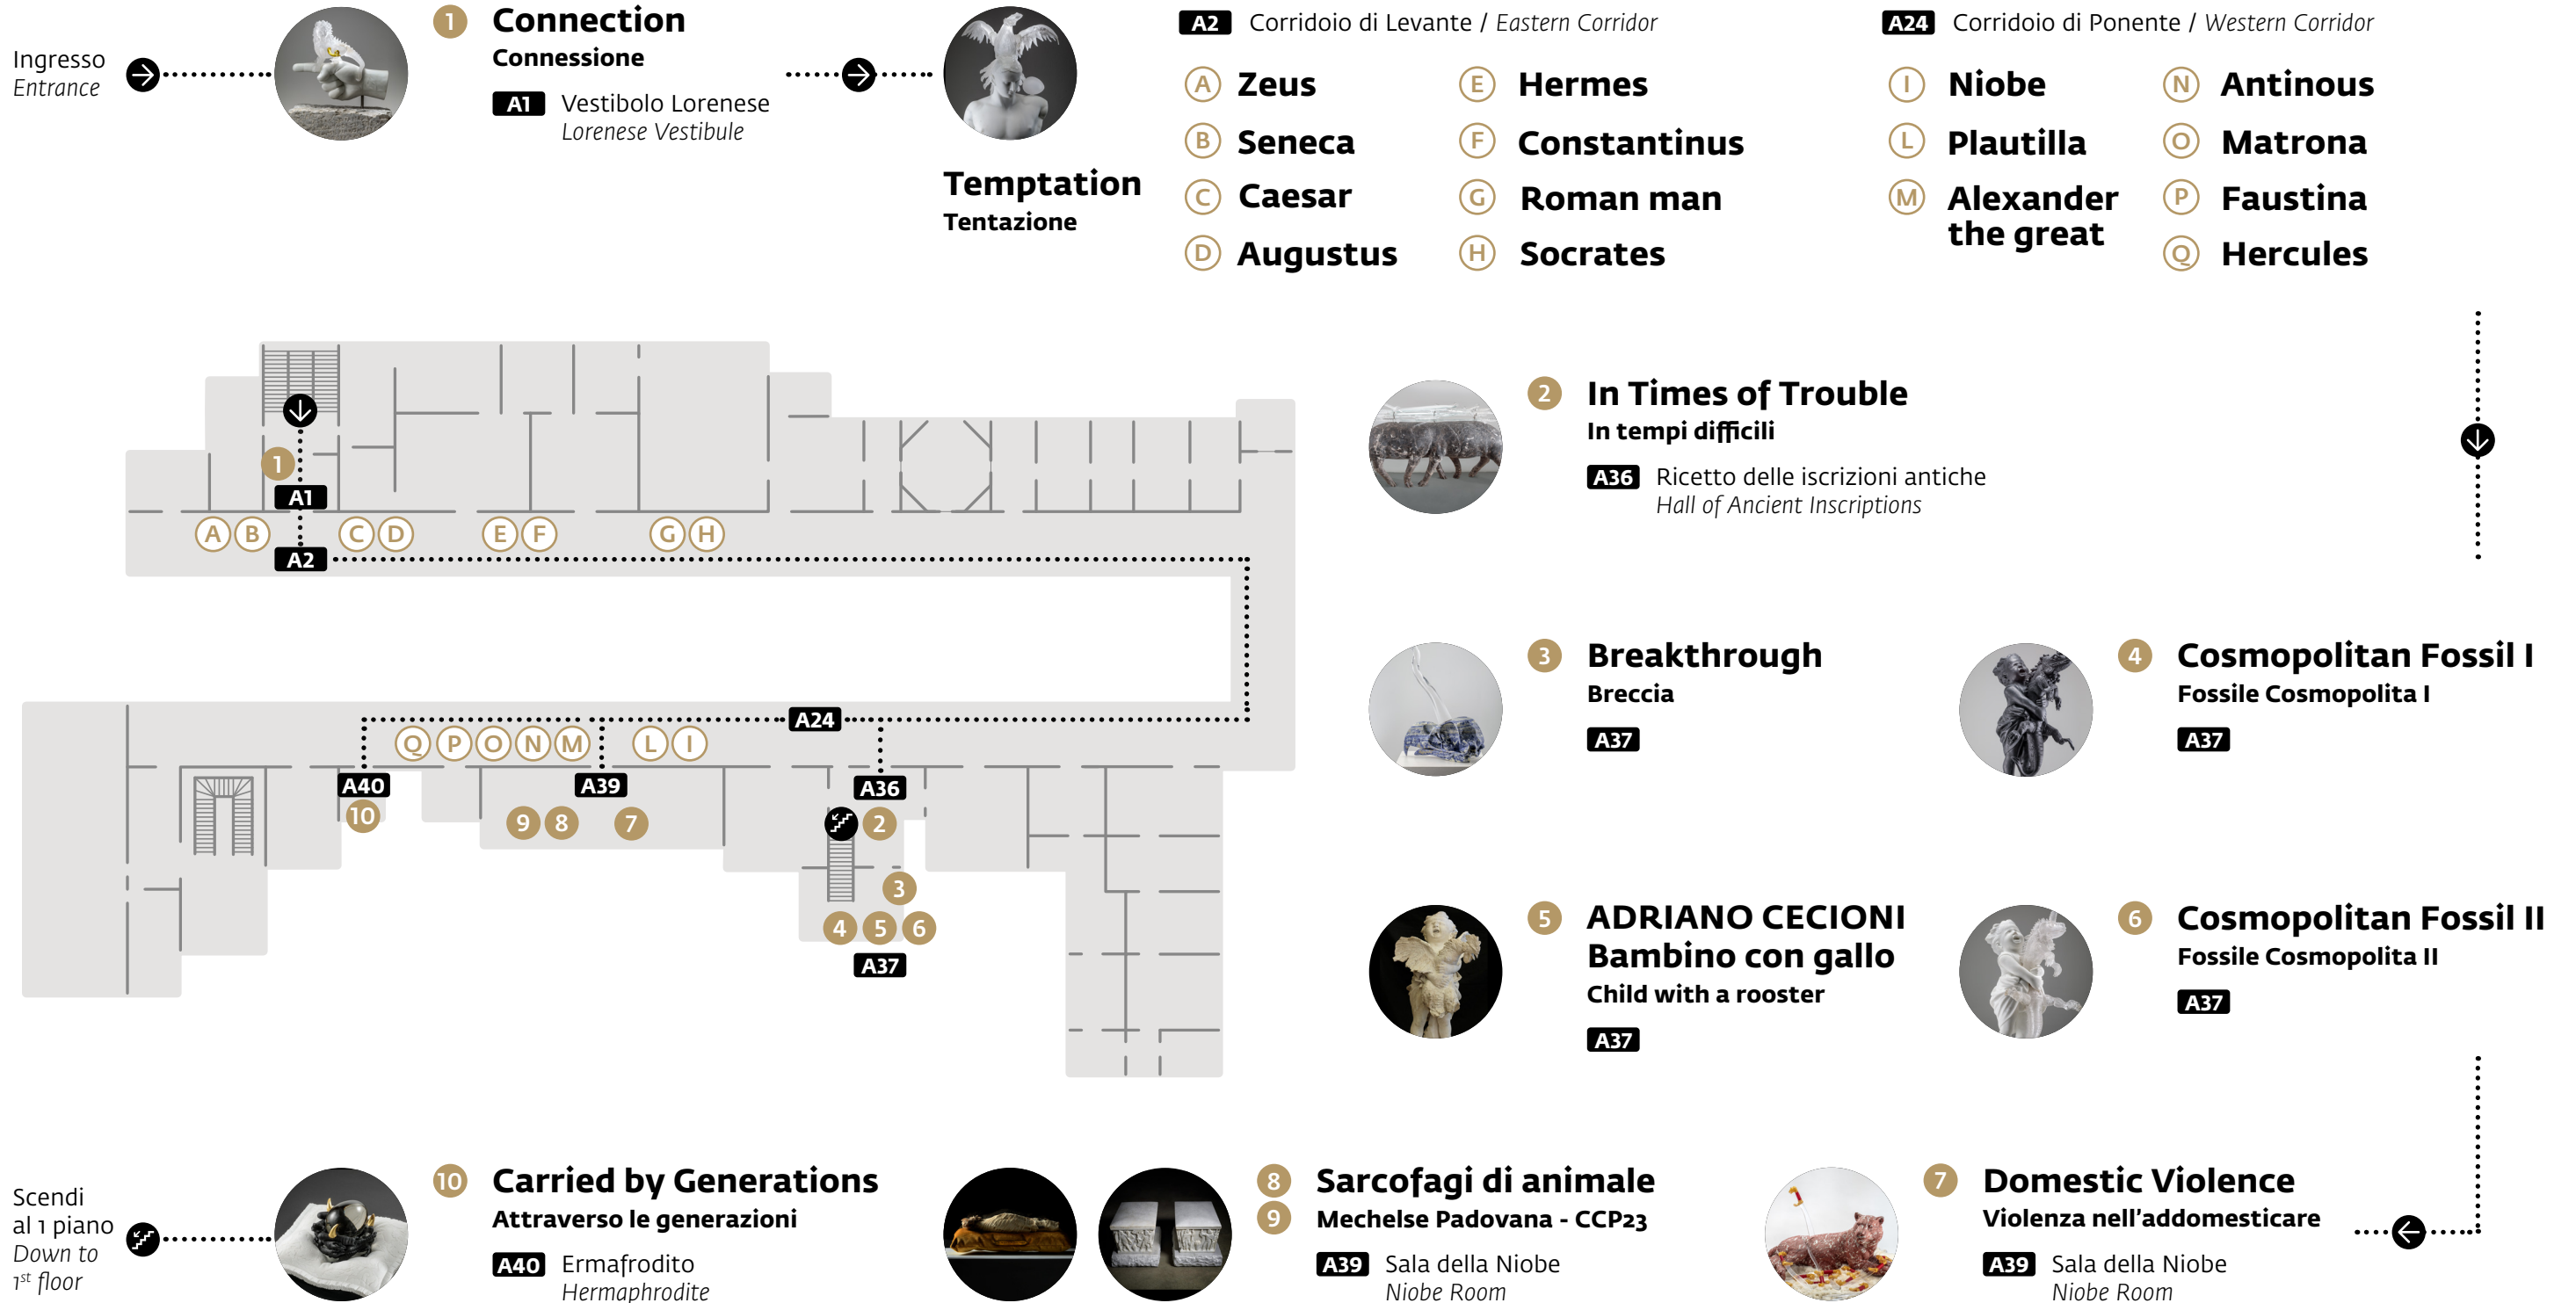 Ingresso
Entrance
1 Connection
Connessione
A1 Vestibolo Lorenese
Lorenese Vestibule
Temptation
Tentazione
A2 Corridoio di Levante / Eastern Corridor
A Zeus
B Seneca
C Caesar
D Augustus
E Hermes
F Constantinus
G Roman man
H Socrates
A24 Corridoio di Ponente / Western Corridor
I Niobe
L Plautilla
M Alexander
the great
N Antinous
O Matrona
P Faustina
Q Hercules
1
A1
A B C D E F G H
A2
A24
Q P O N M L I
A40 A39 A36
10 9 8 7 2
3
4 5 6
A37
2 In Times of Trouble
In tempi difficili
A36 Ricetto delle iscrizioni antiche
Hall of Ancient Inscriptions
3 Breakthrough
Breccia
A37
4 Cosmopolitan Fossil I
Fossile Cosmopolita I
A37
5 ADRIANO CECIONI
Bambino con gallo
Child with a rooster
A37
6 Cosmopolitan Fossil II
Fossile Cosmopolita II
A37
7 Domestic Violence
Violenza nell'addomesticare
A39 Sala della Niobe
Niobe Room
8 Sarcofagi di animale
9 Mechelse Padovana - CCP23
A39 Sala della Niobe
Niobe Room
10 Carried by Generations
Attraverso le generazioni
A40 Ermafrodito
Hermaphrodite
Scendi
al 1 piano
Down to
1st floor